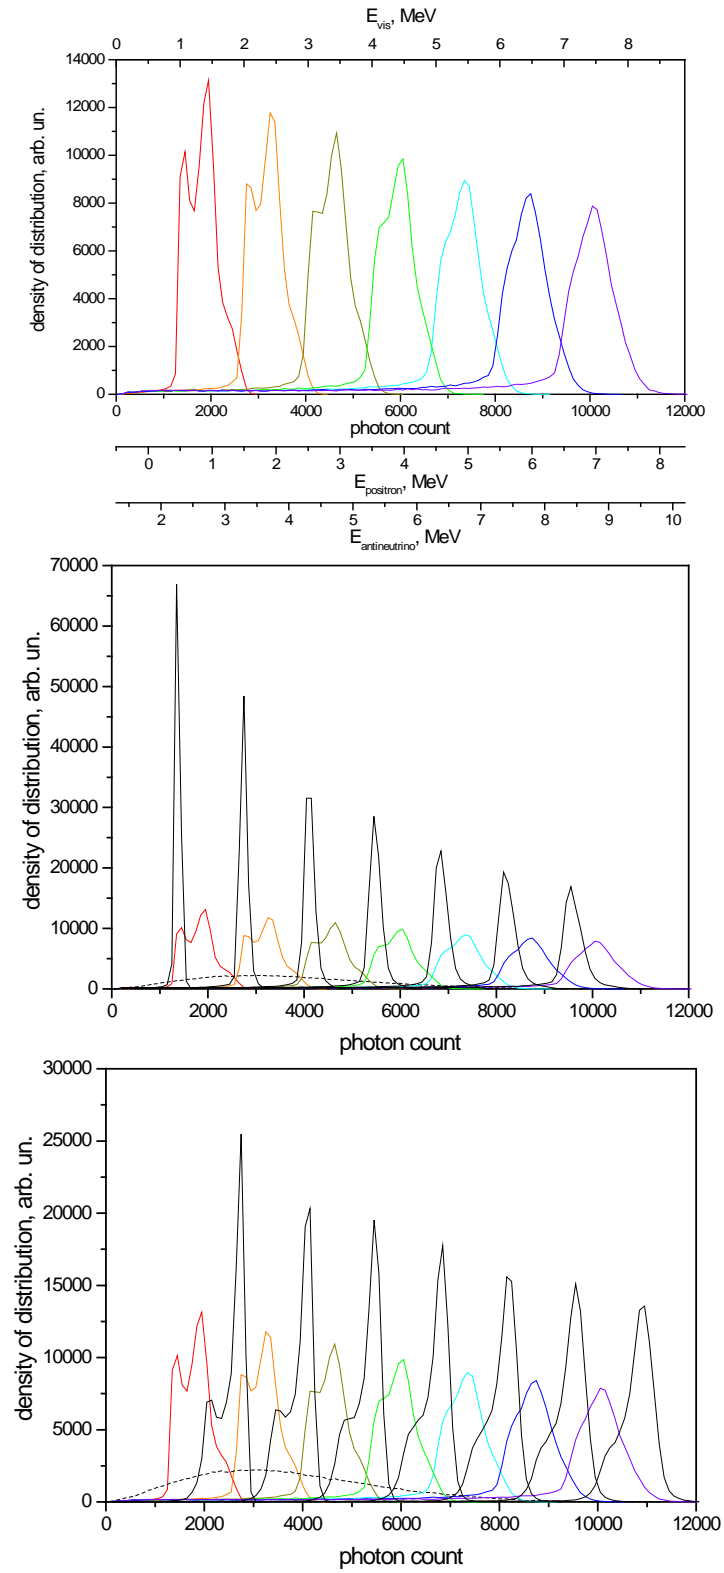 E_vis, MeV
0 1 2 3 4 5 6 7 8
14000
12000
10000
8000
6000
4000
2000
0
density of distribution, arb. un.
0 2000 4000 6000 8000 10000 12000
photon count
0 1 2 3 4 5 6 7 8
E_positron, MeV
2 3 4 5 6 7 8 9 10
E_antineutrino, MeV
70000
60000
50000
40000
30000
20000
10000
0
density of distribution, arb. un.
0 2000 4000 6000 8000 10000 12000
photon count
30000
25000
20000
15000
10000
5000
0
density of distribution, arb. un.
0 2000 4000 6000 8000 10000 12000
photon count